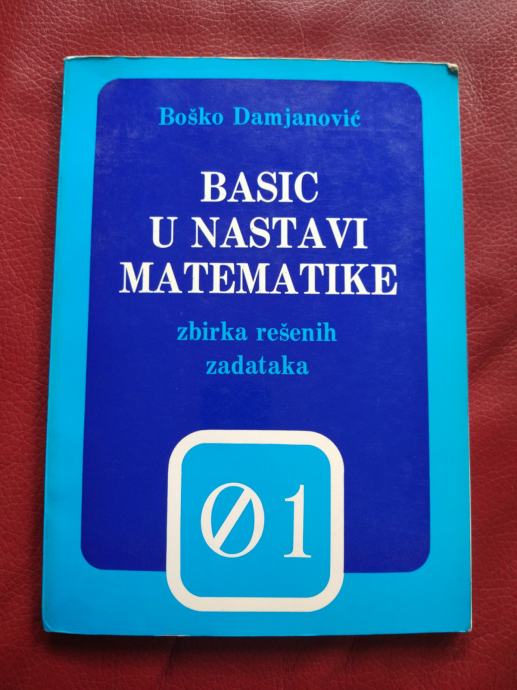 Boško Damjanović
BASIC
U NASTAVI
MATEMATIKE
zbirka rešenih
zadataka
Ø1